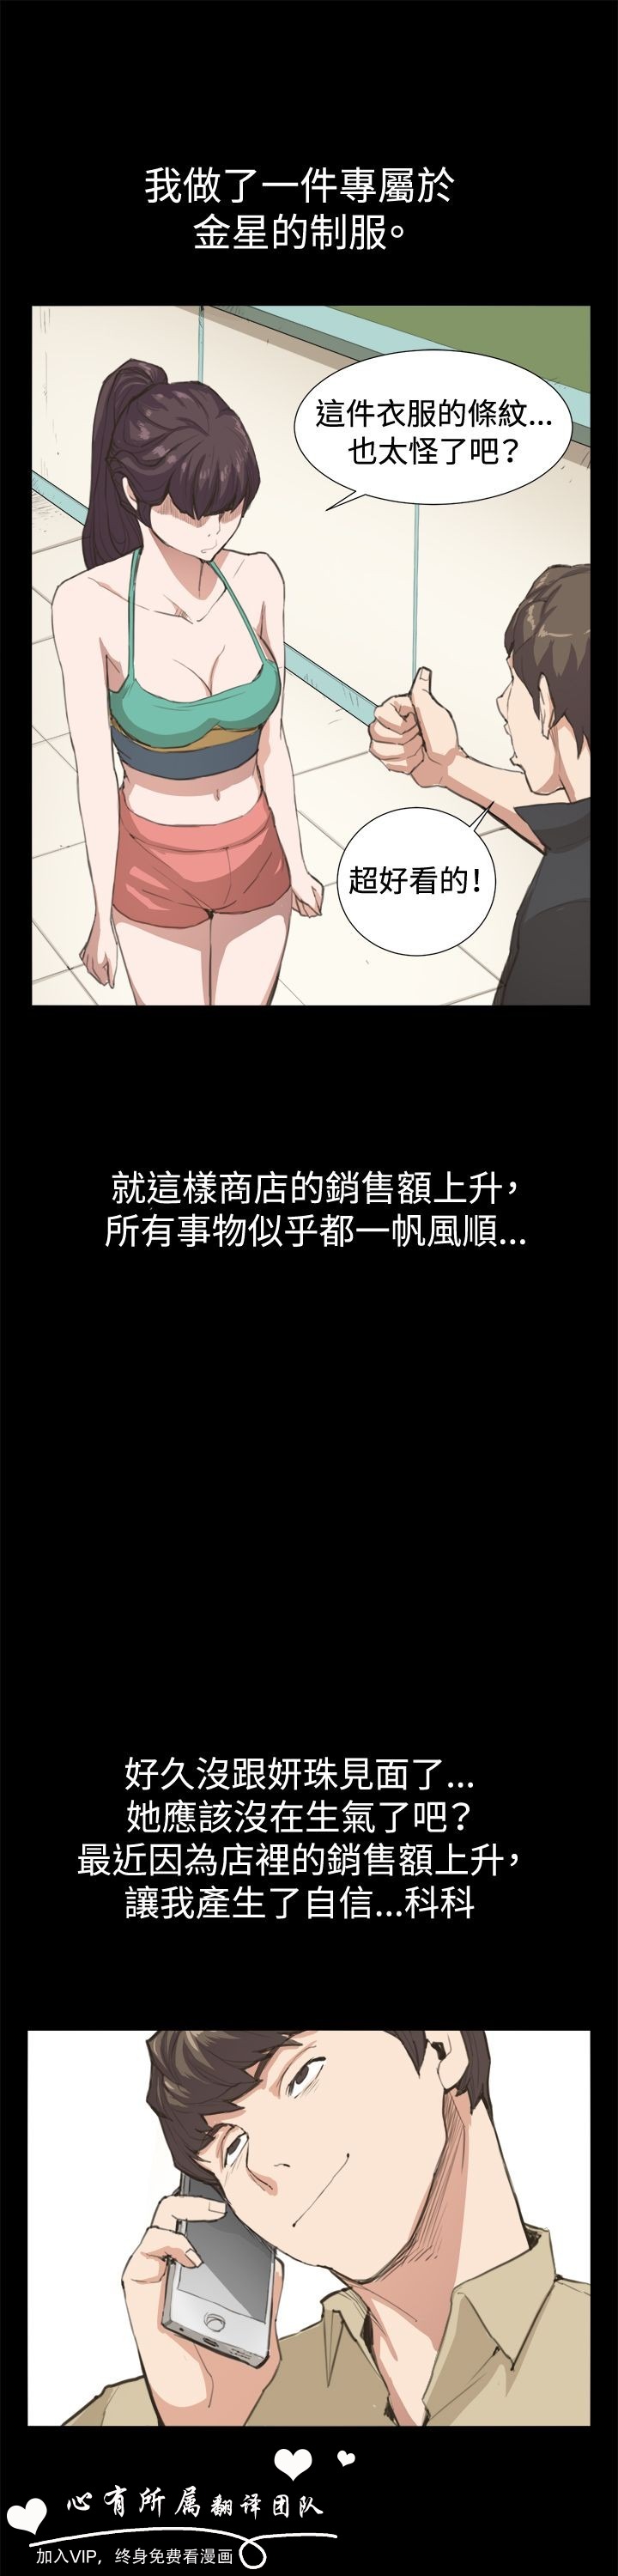 我做了一件專屬於
金星的制服。
這件衣服的條紋...
也太怪了吧？
超好看的！
就這樣商店的銷售額上升，
所有事物似乎都一帆風順...
好久沒跟妍珠見面了...
她應該沒在生氣了吧？
最近因為店裡的銷售額上升，
讓我產生了自信...科科
心有所属翻译团队
加入VIP，终身免费看漫画